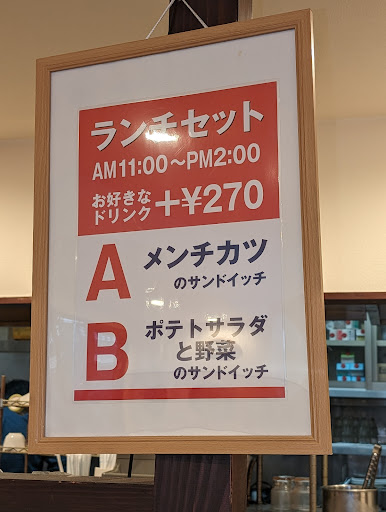 ランチセット
AM11:00～PM2:00
お好きな
ドリンク +¥270
A メンチカツ
のサンドイッチ
B ポテトサラダ
と野菜
のサンドイッチ